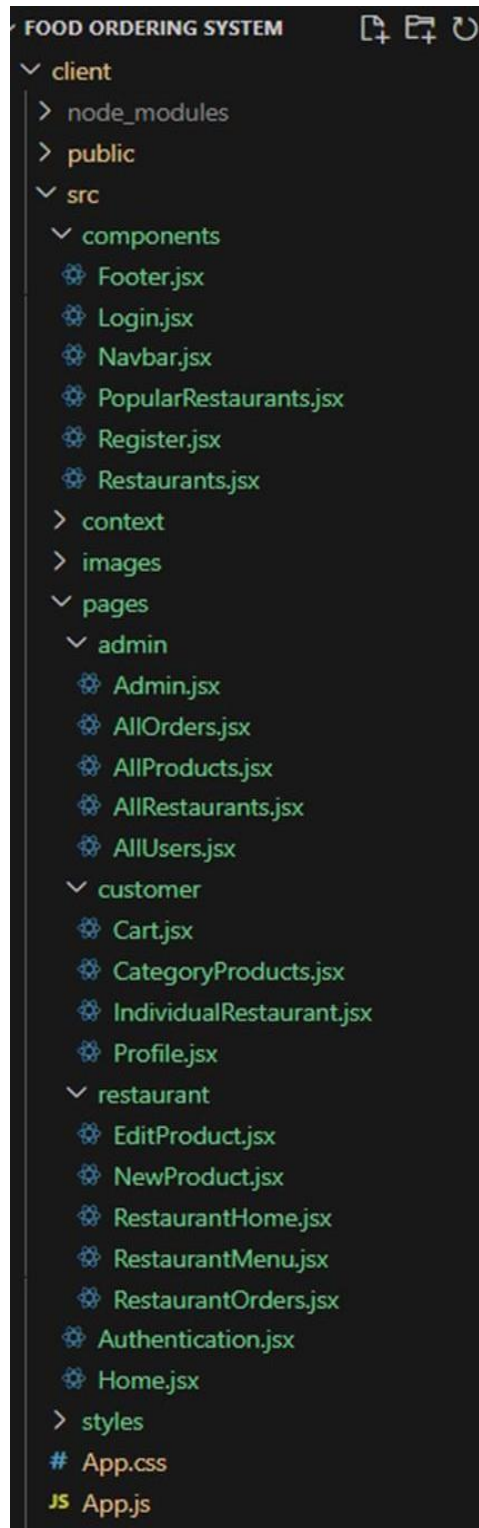 FOOD ORDERING SYSTEM
client
node_modules
public
src
components
Footer.jsx
Login.jsx
Navbar.jsx
PopularRestaurants.jsx
Register.jsx
Restaurants.jsx
context
images
pages
admin
Admin.jsx
AllOrders.jsx
AllProducts.jsx
AllRestaurants.jsx
AllUsers.jsx
customer
Cart.jsx
CategoryProducts.jsx
IndividualRestaurant.jsx
Profile.jsx
restaurant
EditProduct.jsx
NewProduct.jsx
RestaurantHome.jsx
RestaurantMenu.jsx
RestaurantOrders.jsx
Authentication.jsx
Home.jsx
styles
# App.css
JS App.js